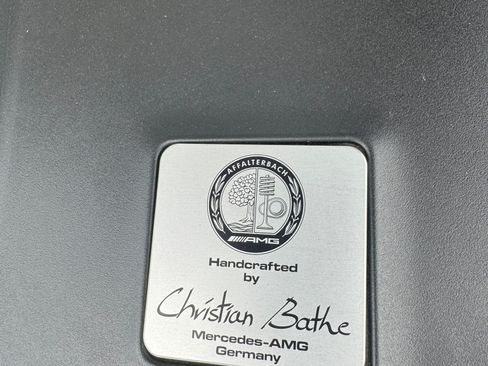 AFFALTERBACH
AMG
Handcrafted
by
Christian Bathe
Mercedes-AMG
Germany